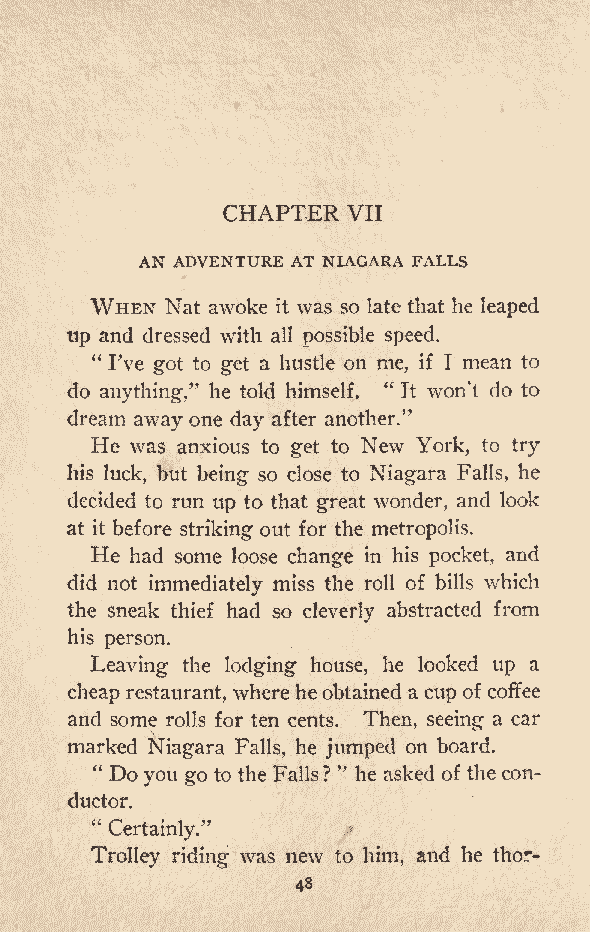 CHAPTER VII
AN ADVENTURE AT NIAGARA FALLS
WHEN Nat awoke it was so late that he leaped
up and dressed with all possible speed.
“ I’ve got to get a hustle on me, if I mean to
do anything,” he told himself. “ It won’t do to
dream away one day after another.”
He was anxious to get to New York, to try
his luck, but being so close to Niagara Falls, he
decided to run up to that great wonder, and look
at it before striking out for the metropolis.
He had some loose change in his pocket, and
did not immediately miss the roll of bills which
the sneak thief had so cleverly abstracted from
his person.
Leaving the lodging house, he looked up a
cheap restaurant, where he obtained a cup of coffee
and some rolls for ten cents. Then, seeing a car
marked Niagara Falls, he jumped on board.
“ Do you go to the Falls? ” he asked of the con-
ductor.
“ Certainly.”
Trolley riding was new to him, and he thor-
48